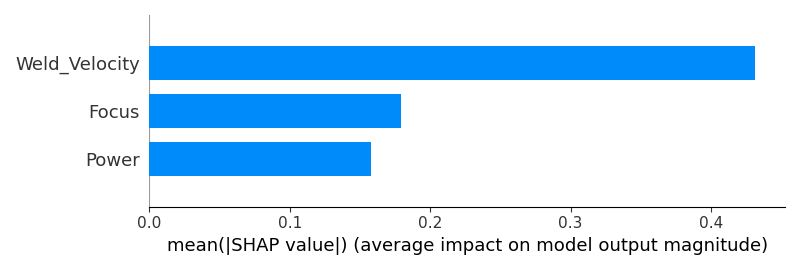 Weld_Velocity
Focus
Power
0.0 0.1 0.2 0.3 0.4
mean(|SHAP value|) (average impact on model output magnitude)